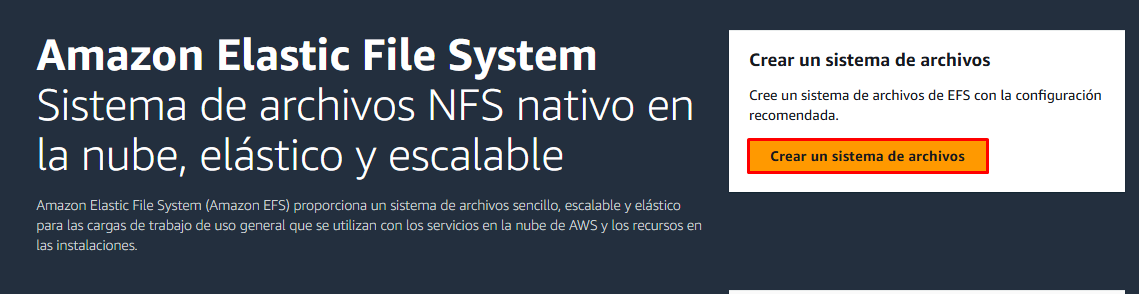 Amazon Elastic File System
Sistema de archivos NFS nativo en
la nube, elástico y escalable
Amazon Elastic File System (Amazon EFS) proporciona un sistema de archivos sencillo, escalable y elástico
para las cargas de trabajo de uso general que se utilizan con los servicios en la nube de AWS y los recursos en
las instalaciones.
Crear un sistema de archivos
Cree un sistema de archivos de EFS con la configuración
recomendada.
Crear un sistema de archivos